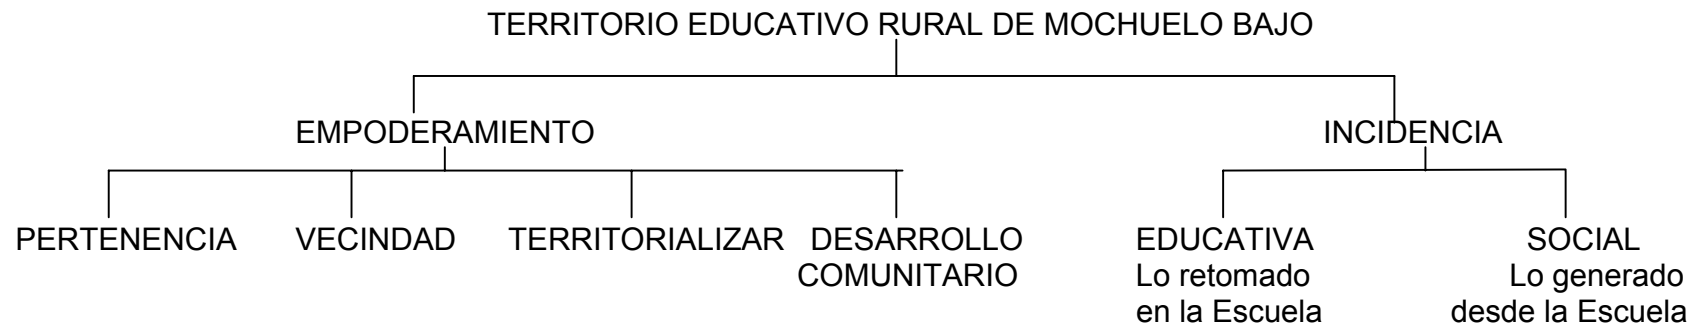 TERRITORIO EDUCATIVO RURAL DE MOCHUELO BAJO
EMPODERAMIENTO
INCIDENCIA
PERTENENCIA
VECINDAD
TERRITORIALIZAR
DESARROLLO
COMUNITARIO
EDUCATIVA
Lo retomado
en la Escuela
SOCIAL
Lo generado
desde la Escuela